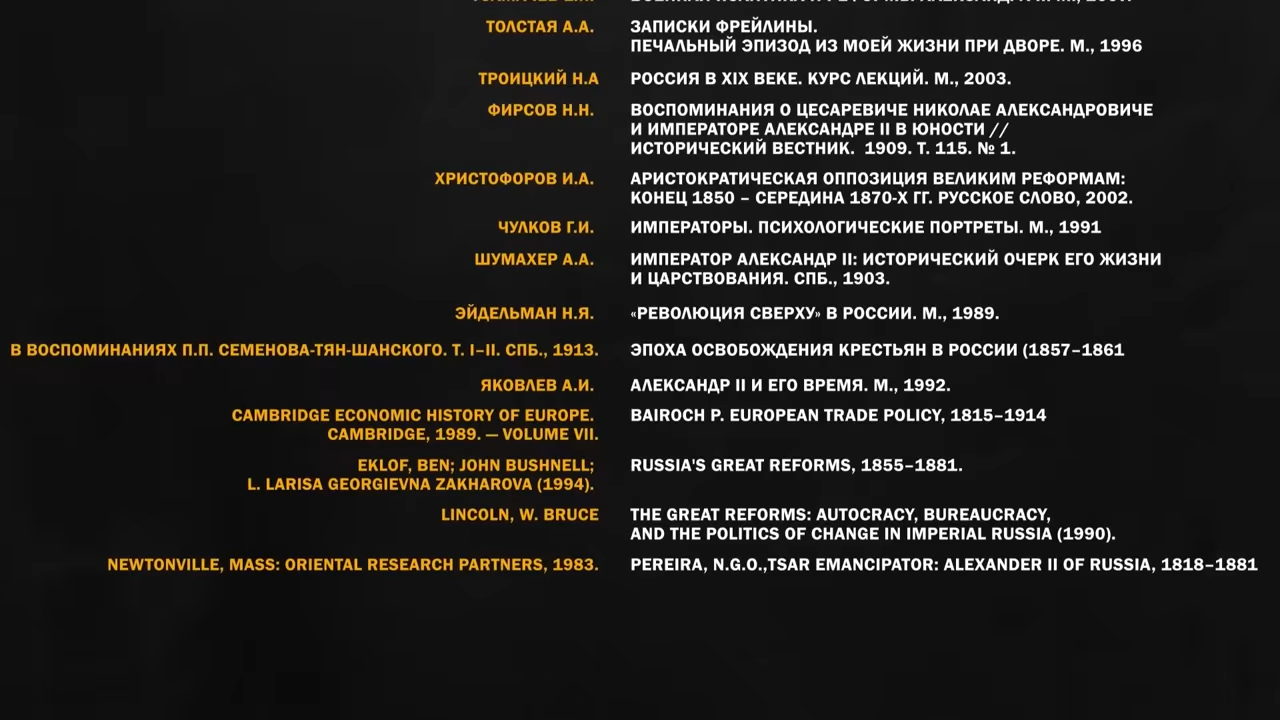 ТОЛСТАЯ А.А. ЗАПИСКИ ФРЕЙЛИНЫ.
ПЕЧАЛЬНЫЙ ЭПИЗОД ИЗ МОЕЙ ЖИЗНИ ПРИ ДВОРЕ. М., 1996
ТРОИЦКИЙ Н.А РОССИЯ В XIX ВЕКЕ. КУРС ЛЕКЦИЙ. М., 2003.
ФИРСОВ Н.Н. ВОСПОМИНАНИЯ О ЦЕСАРЕВИЧЕ НИКОЛАЕ АЛЕКСАНДРОВИЧЕ
И ИМПЕРАТОРЕ АЛЕКСАНДРЕ II В ЮНОСТИ //
ИСТОРИЧЕСКИЙ ВЕСТНИК. 1909. Т. 115. № 1.
ХРИСТОФОРОВ И.А. АРИСТОКРАТИЧЕСКАЯ ОППОЗИЦИЯ ВЕЛИКИМ РЕФОРМАМ:
КОНЕЦ 1850 – СЕРЕДИНА 1870-Х ГГ. РУССКОЕ СЛОВО, 2002.
ЧУЛКОВ Г.И. ИМПЕРАТОРЫ. ПСИХОЛОГИЧЕСКИЕ ПОРТРЕТЫ. М., 1991
ШУМАХЕР А.А. ИМПЕРАТОР АЛЕКСАНДР II: ИСТОРИЧЕСКИЙ ОЧЕРК ЕГО ЖИЗНИ
И ЦАРСТВОВАНИЯ. СПБ., 1903.
ЭЙДЕЛЬМАН Н.Я. «РЕВОЛЮЦИЯ СВЕРХУ» В РОССИИ. М., 1989.
В ВОСПОМИНАНИЯХ П.П. СЕМЕНОВА-ТЯН-ШАНСКОГО. Т. I–II. СПБ., 1913. ЭПОХА ОСВОБОЖДЕНИЯ КРЕСТЬЯН В РОССИИ (1857–1861
ЯКОВЛЕВ А.И. АЛЕКСАНДР II И ЕГО ВРЕМЯ. М., 1992.
CAMBRIDGE ECONOMIC HISTORY OF EUROPE. BAIROCH P. EUROPEAN TRADE POLICY, 1815–1914
CAMBRIDGE, 1989. — VOLUME VII.
EKLOF, BEN; JOHN BUSHNELL; RUSSIA'S GREAT REFORMS, 1855–1881.
L. LARISA GEORGIEVNA ZAKHAROVA (1994).
LINCOLN, W. BRUCE THE GREAT REFORMS: AUTOCRACY, BUREAUCRACY,
AND THE POLITICS OF CHANGE IN IMPERIAL RUSSIA (1990).
NEWTONVILLE, MASS: ORIENTAL RESEARCH PARTNERS, 1983. PEREIRA, N.G.O.,TSAR EMANCIPATOR: ALEXANDER II OF RUSSIA, 1818–1881